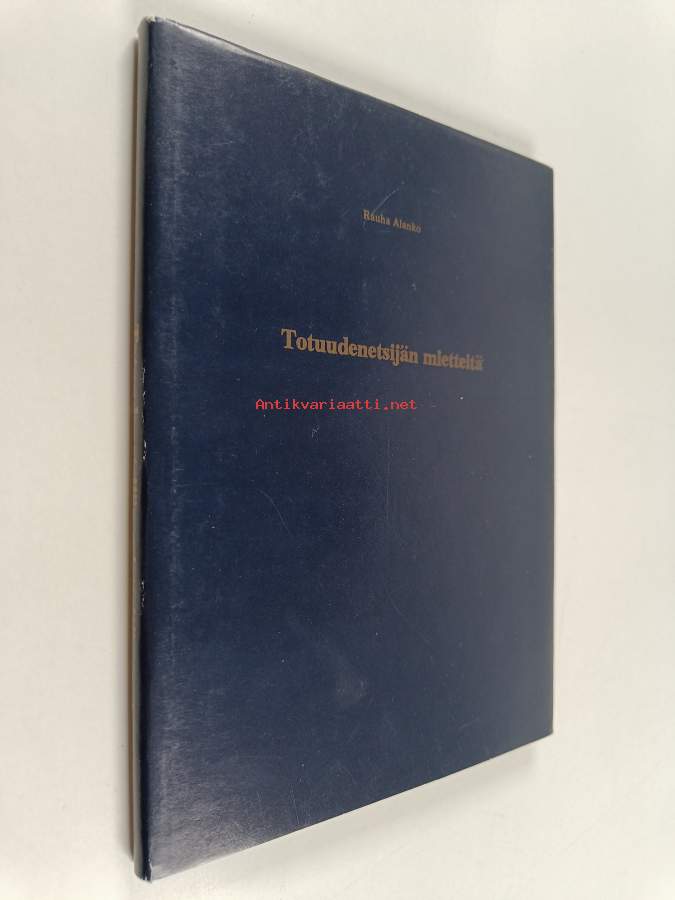 Rauha Alanko
Totuudenetsijän mietteitä
Antikvariaatti.net